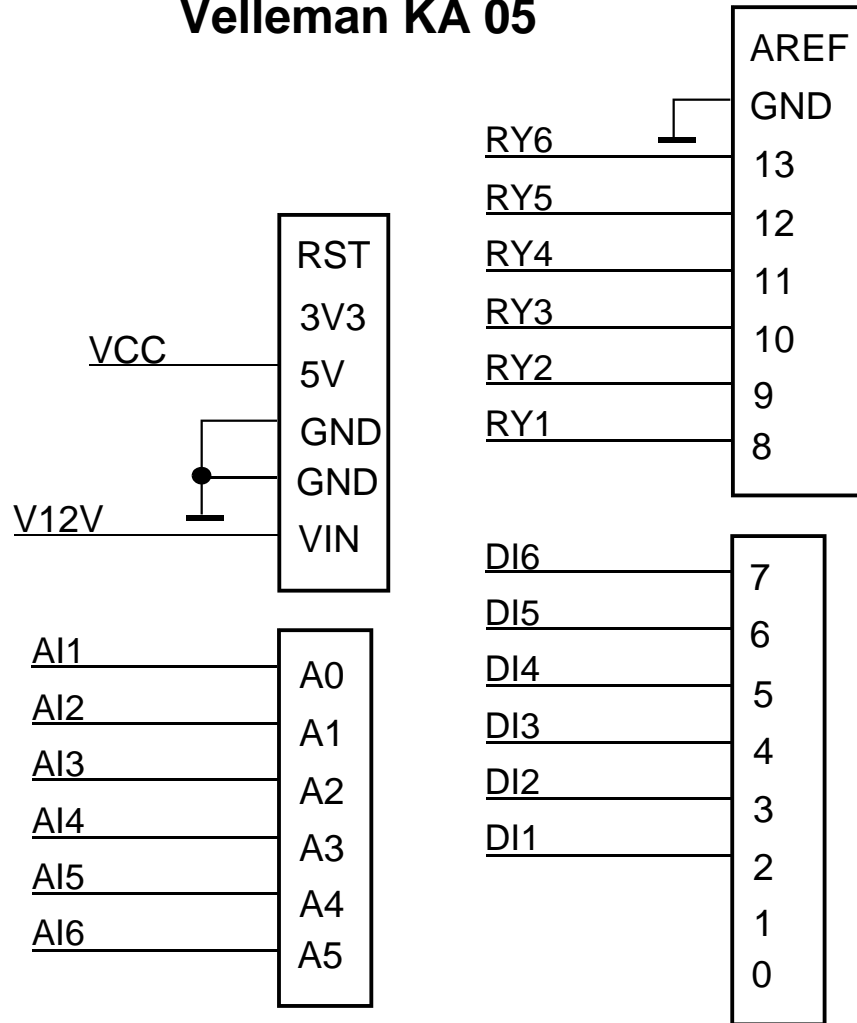 Velleman KA 05
AREF
GND
13
12
11
10
9
8
RY6
RY5
RY4
RY3
RY2
RY1
RST
3V3
5V
GND
GND
VIN
VCC
V12V
AI1
AI2
AI3
AI4
AI5
AI6
A0
A1
A2
A3
A4
A5
DI6
DI5
DI4
DI3
DI2
DI1
7
6
5
4
3
2
1
0